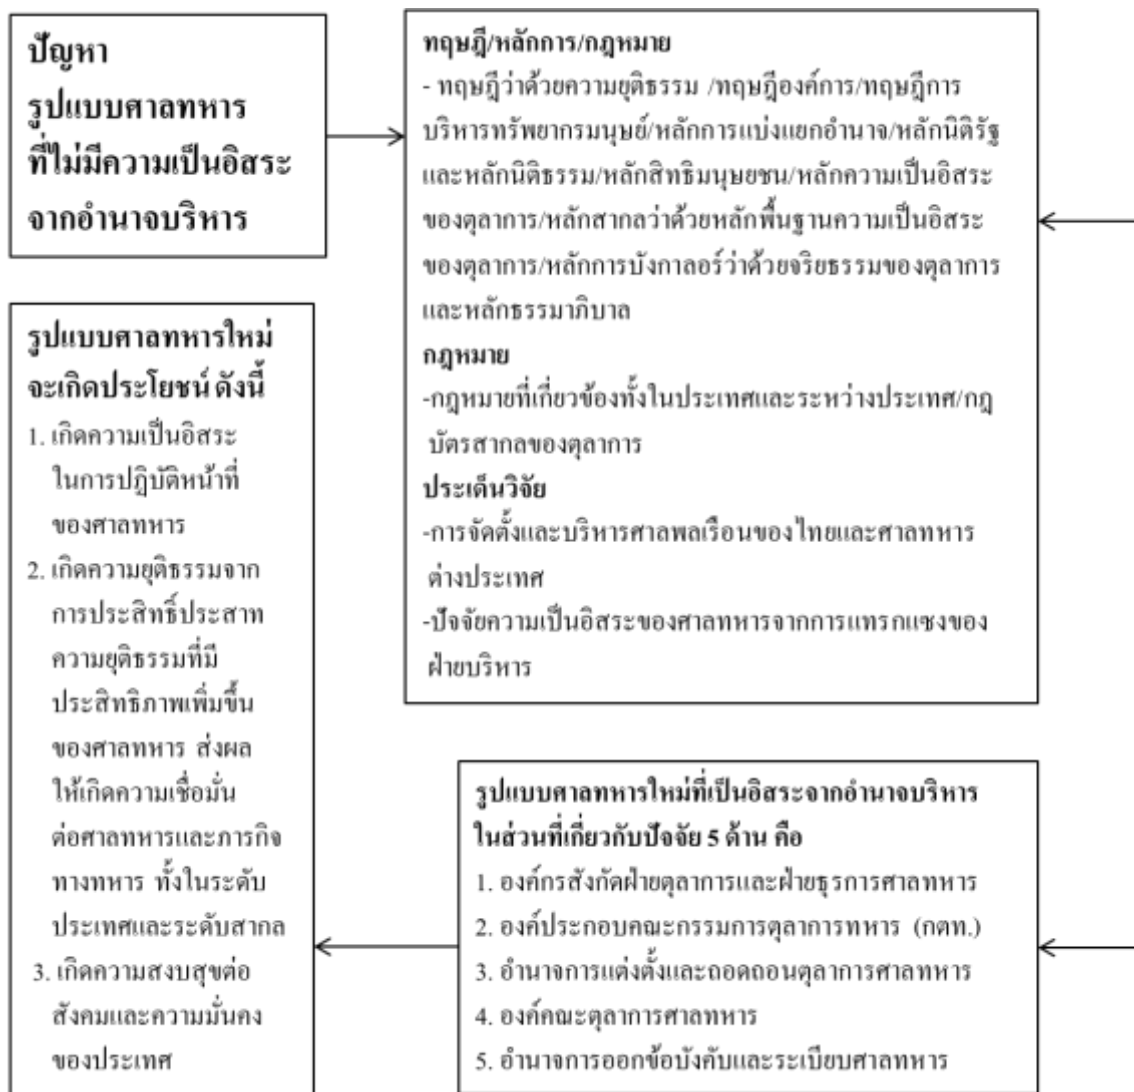 ปัญหา
รูปแบบศาลทหาร
ที่ไม่มีความเป็นอิสระ
จากอำนาจบริหาร
ทฤษฎี/หลักการ/กฎหมาย
- ทฤษฎีว่าด้วยความยุติธรรม /ทฤษฎีองค์การ/ทฤษฎีการ
บริหารทรัพยากรมนุษย์/หลักการแบ่งแยกอำนาจ/หลักนิติรัฐ
และหลักนิติธรรม/หลักสิทธิมนุษยชน/หลักความเป็นอิสระ
ของตุลาการ/หลักสากลว่าด้วยหลักพื้นฐานความเป็นอิสระ
ของตุลาการ/หลักการบังกาลอร์ว่าด้วยจริยธรรมของตุลาการ
และหลักธรรมาภิบาล
กฎหมาย
-กฎหมายที่เกี่ยวข้องทั้งในประเทศและระหว่างประเทศ/กฎ
บัตรสากลของตุลาการ
ประเด็นวิจัย
-การจัดตั้งและบริหารศาลพลเรือนของไทยและศาลทหาร
ต่างประเทศ
-ปัจจัยความเป็นอิสระของศาลทหารจากการแทรกแซงของ
ฝ่ายบริหาร
รูปแบบศาลทหารใหม่ที่เป็นอิสระจากอำนาจบริหาร
ในส่วนที่เกี่ยวกับปัจจัย 5 ด้าน คือ
1. องค์กรสังกัดฝ่ายตุลาการและฝ่ายธุรการศาลทหาร
2. องค์ประกอบคณะกรรมการตุลาการทหาร (กตท.)
3. อำนาจการแต่งตั้งและถอดถอนตุลาการศาลทหาร
4. องค์คณะตุลาการศาลทหาร
5. อำนาจการออกข้อบังคับและระเบียบศาลทหาร
รูปแบบศาลทหารใหม่
จะเกิดประโยชน์ ดังนี้
1. เกิดความเป็นอิสระ
ในการปฏิบัติหน้าที่
ของศาลทหาร
2. เกิดความยุติธรรมจาก
การประสิทธิ์ประสาท
ความยุติธรรมที่มี
ประสิทธิภาพเพิ่มขึ้น
ของศาลทหาร ส่งผล
ให้เกิดความเชื่อมั่น
ต่อศาลทหารและภารกิจ
ทางทหาร ทั้งในระดับ
ประเทศและระดับสากล
3. เกิดความสงบสุขต่อ
สังคมและความมั่นคง
ของประเทศ